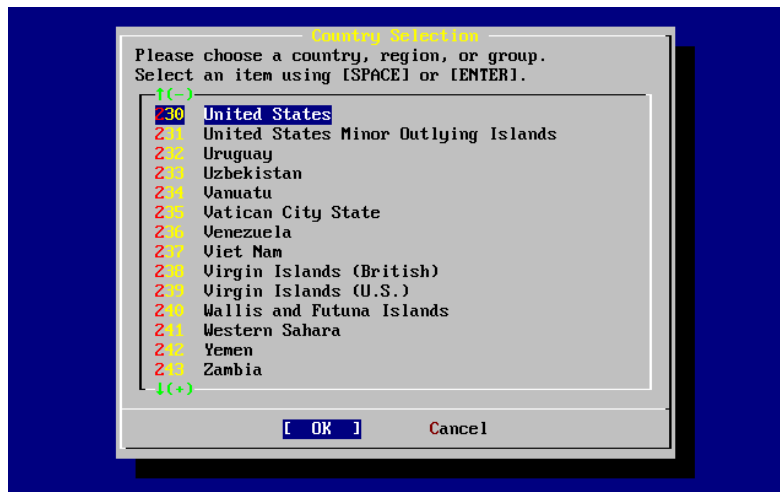 Country Selection
Please choose a country, region, or group.
Select an item using [SPACE] or [ENTER].
↑(-)
230 United States
231 United States Minor Outlying Islands
232 Uruguay
233 Uzbekistan
234 Vanuatu
235 Vatican City State
236 Venezuela
237 Viet Nam
238 Virgin Islands (British)
239 Virgin Islands (U.S.)
240 Wallis and Futuna Islands
241 Western Sahara
242 Yemen
243 Zambia
↓(+)
[ OK ] Cancel